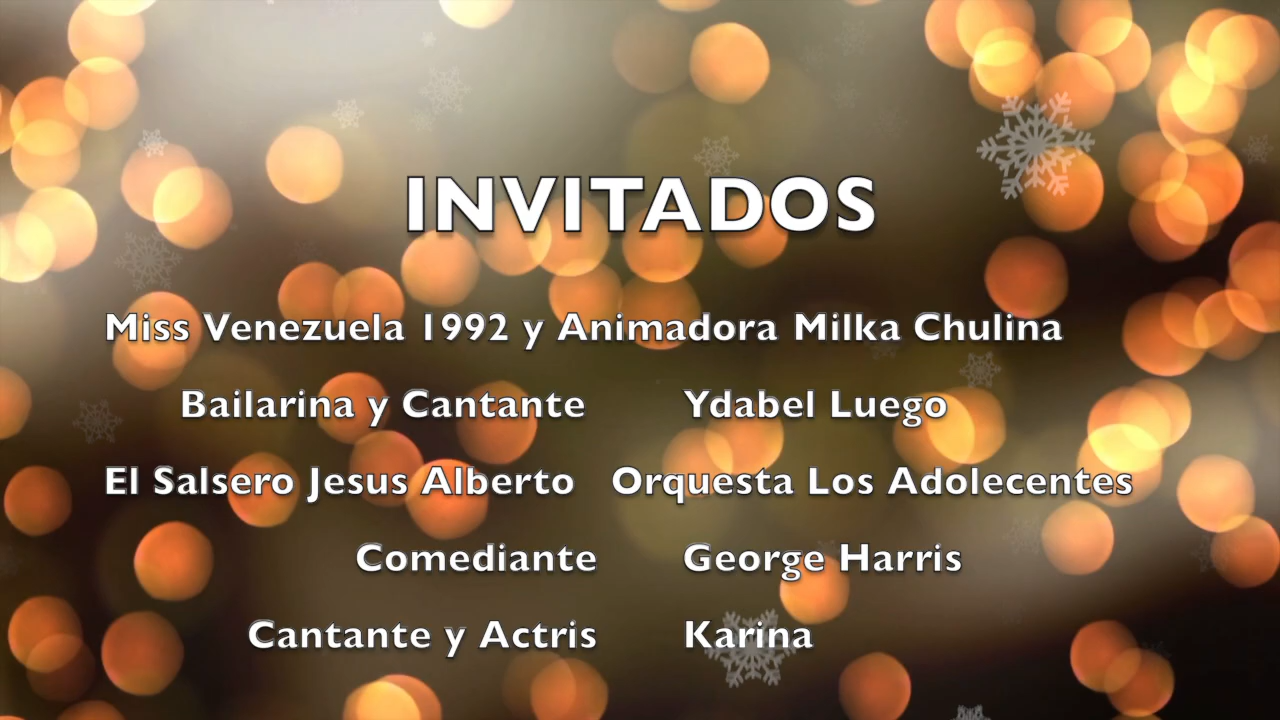 INVITADOS
Miss Venezuela 1992 y Animadora Milka Chulina
Bailarina y Cantante Ydabel Luego
El Salsero Jesus Alberto Orquesta Los Adolecentes
Comediante George Harris
Cantante y Actris Karina